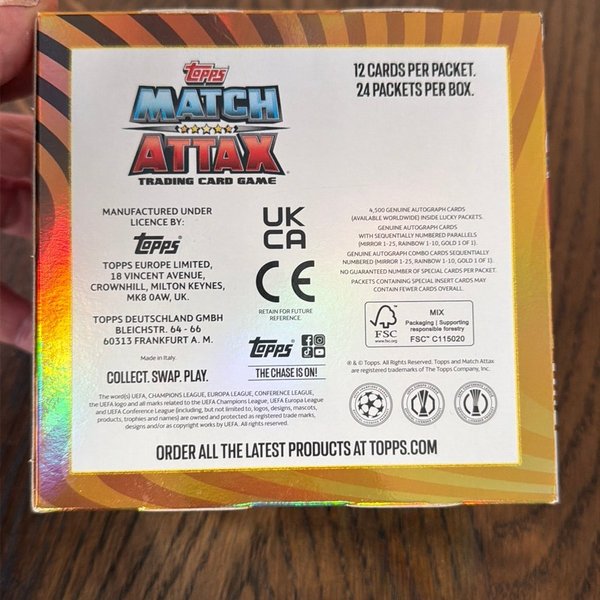 topps
MATCH
ATTAX
TRADING CARD GAME
12 CARDS PER PACKET.
24 PACKETS PER BOX.
MANUFACTURED UNDER
LICENCE BY:
topps
TOPPS EUROPE LIMITED,
18 VINCENT AVENUE,
CROWNHILL, MILTON KEYNES,
MK8 0AW, UK.
TOPPS DEUTSCHLAND GMBH
BLEICHSTR. 64 - 66
60313 FRANKFURT A. M.
Made in Italy.
COLLECT. SWAP. PLAY.
UK
CA
CE
RETAIN FOR FUTURE
REFERENCE.
topps
THE CHASE IS ON!
4,500 GENUINE AUTOGRAPH CARDS
(AVAILABLE WORLDWIDE) INSIDE LUCKY PACKETS.
GENUINE AUTOGRAPH CARDS
WITH SEQUENTIALLY NUMBERED PARALLELS
(MIRROR 1-25, RAINBOW 1-10, GOLD 1 OF 1).
GENUINE AUTOGRAPH COMBO CARDS SEQUENTIALLY
NUMBERED (MIRROR 1-25, RAINBOW 1-10, GOLD 1 OF 1).
NO GUARANTEED NUMBER OF SPECIAL CARDS PER PACKET.
PACKETS CONTAINING SPECIAL INSERT CARDS MAY
CONTAIN FEWER CARDS OVERALL.
FSC
www.fsc.org
MIX
Packaging | Supporting
responsible forestry
FSC™ C115020
® & © Topps. All Rights Reserved. Topps and Match Attax
are registered trademarks of The Topps Company, Inc.
The word(s) UEFA, CHAMPIONS LEAGUE, EUROPA LEAGUE, CONFERENCE LEAGUE,
the UEFA logo and all marks related to the UEFA Champions League, UEFA Europa League
and UEFA Conference League (including, but not limited to, logos, designs, mascots,
products, trophies and names) are owned and protected as registered trade marks,
designs and/or as copyright works by UEFA. All rights reserved.
ORDER ALL THE LATEST PRODUCTS AT TOPPS.COM